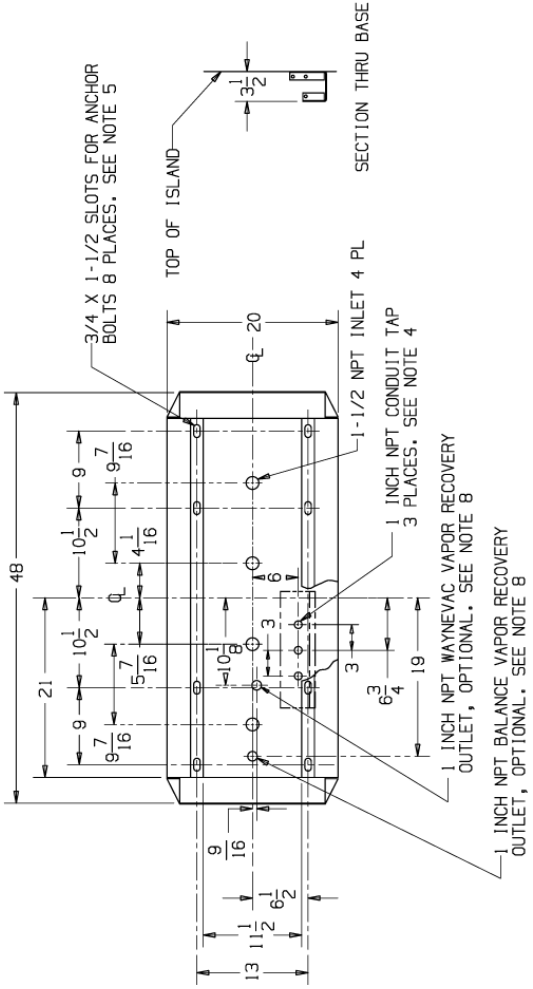 48
21
9
10 1/2
10 1/2
9
9 7/16
5 7/16
4 1/16
9 7/16
℄
3/4 X 1-1/2 SLOTS FOR ANCHOR
BOLTS 8 PLACES. SEE NOTE 5
TOP OF ISLAND
3 1/2
SECTION THRU BASE
20
℄
10 1/8
6
3
3
6 3/4
19
9/16
6 1/2
11 1/2
13
1-1/2 NPT INLET 4 PL
1 INCH NPT CONDUIT TAP
3 PLACES. SEE NOTE 4
1 INCH NPT WAYNEVAC VAPOR RECOVERY
OUTLET, OPTIONAL. SEE NOTE 8
1 INCH NPT BALANCE VAPOR RECOVERY
OUTLET, OPTIONAL. SEE NOTE 8